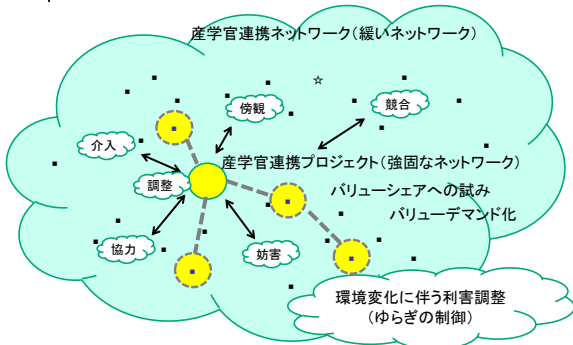 産学官連携ネットワーク(緩いネットワーク)
傍観
競合
介入
産学官連携プロジェクト(強固なネットワーク)
調整
バリューシェアへの試み
バリューデマンド化
協力
妨害
環境変化に伴う利害調整
(ゆらぎの制御)